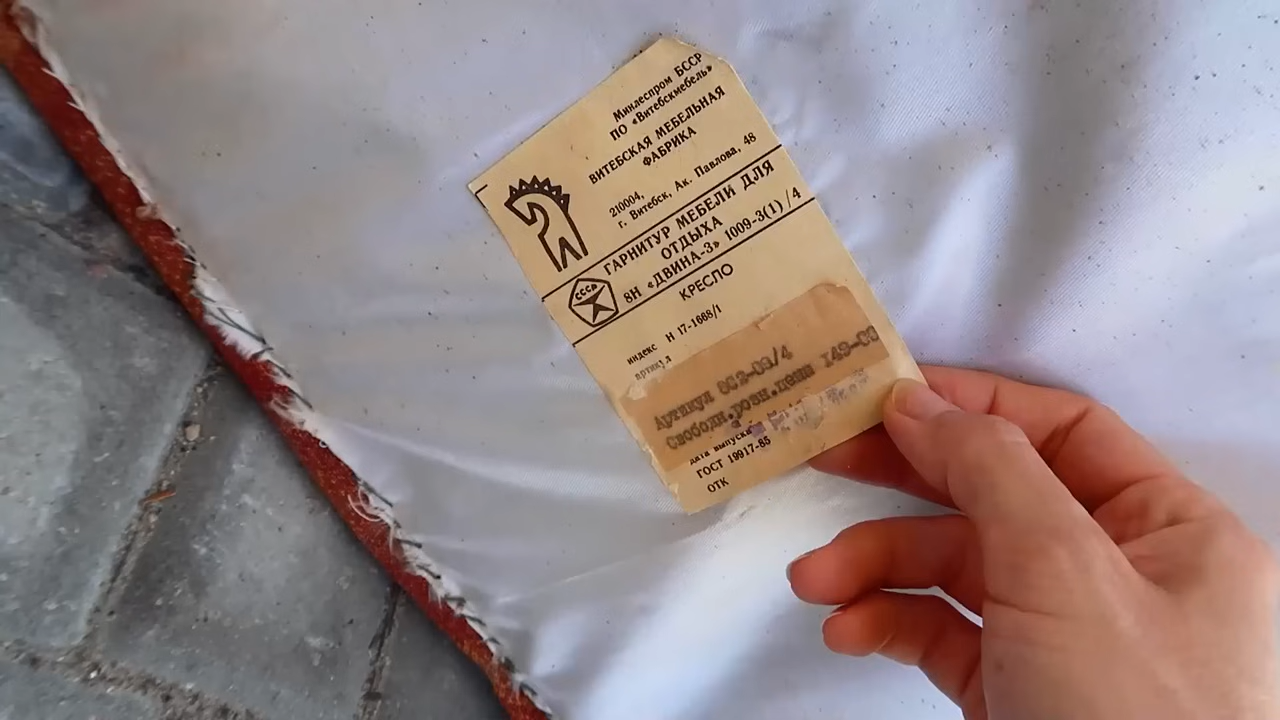 Минлеспром БССР
ПО «Витебскмебель»
ВИТЕБСКАЯ МЕБЕЛЬНАЯ
ФАБРИКА
210004,
г. Витебск, Ак. Павлова, 48
ГАРНИТУР МЕБЕЛИ ДЛЯ
ОТДЫХА
8Н «ДВИНА-3» 1009-3(1) /4
СССР
КРЕСЛО
индекс Н 17-1668/1
артикул
Артикул
Свободн.розн.цена
дата выпуска
ГОСТ 19917-85
ОТК